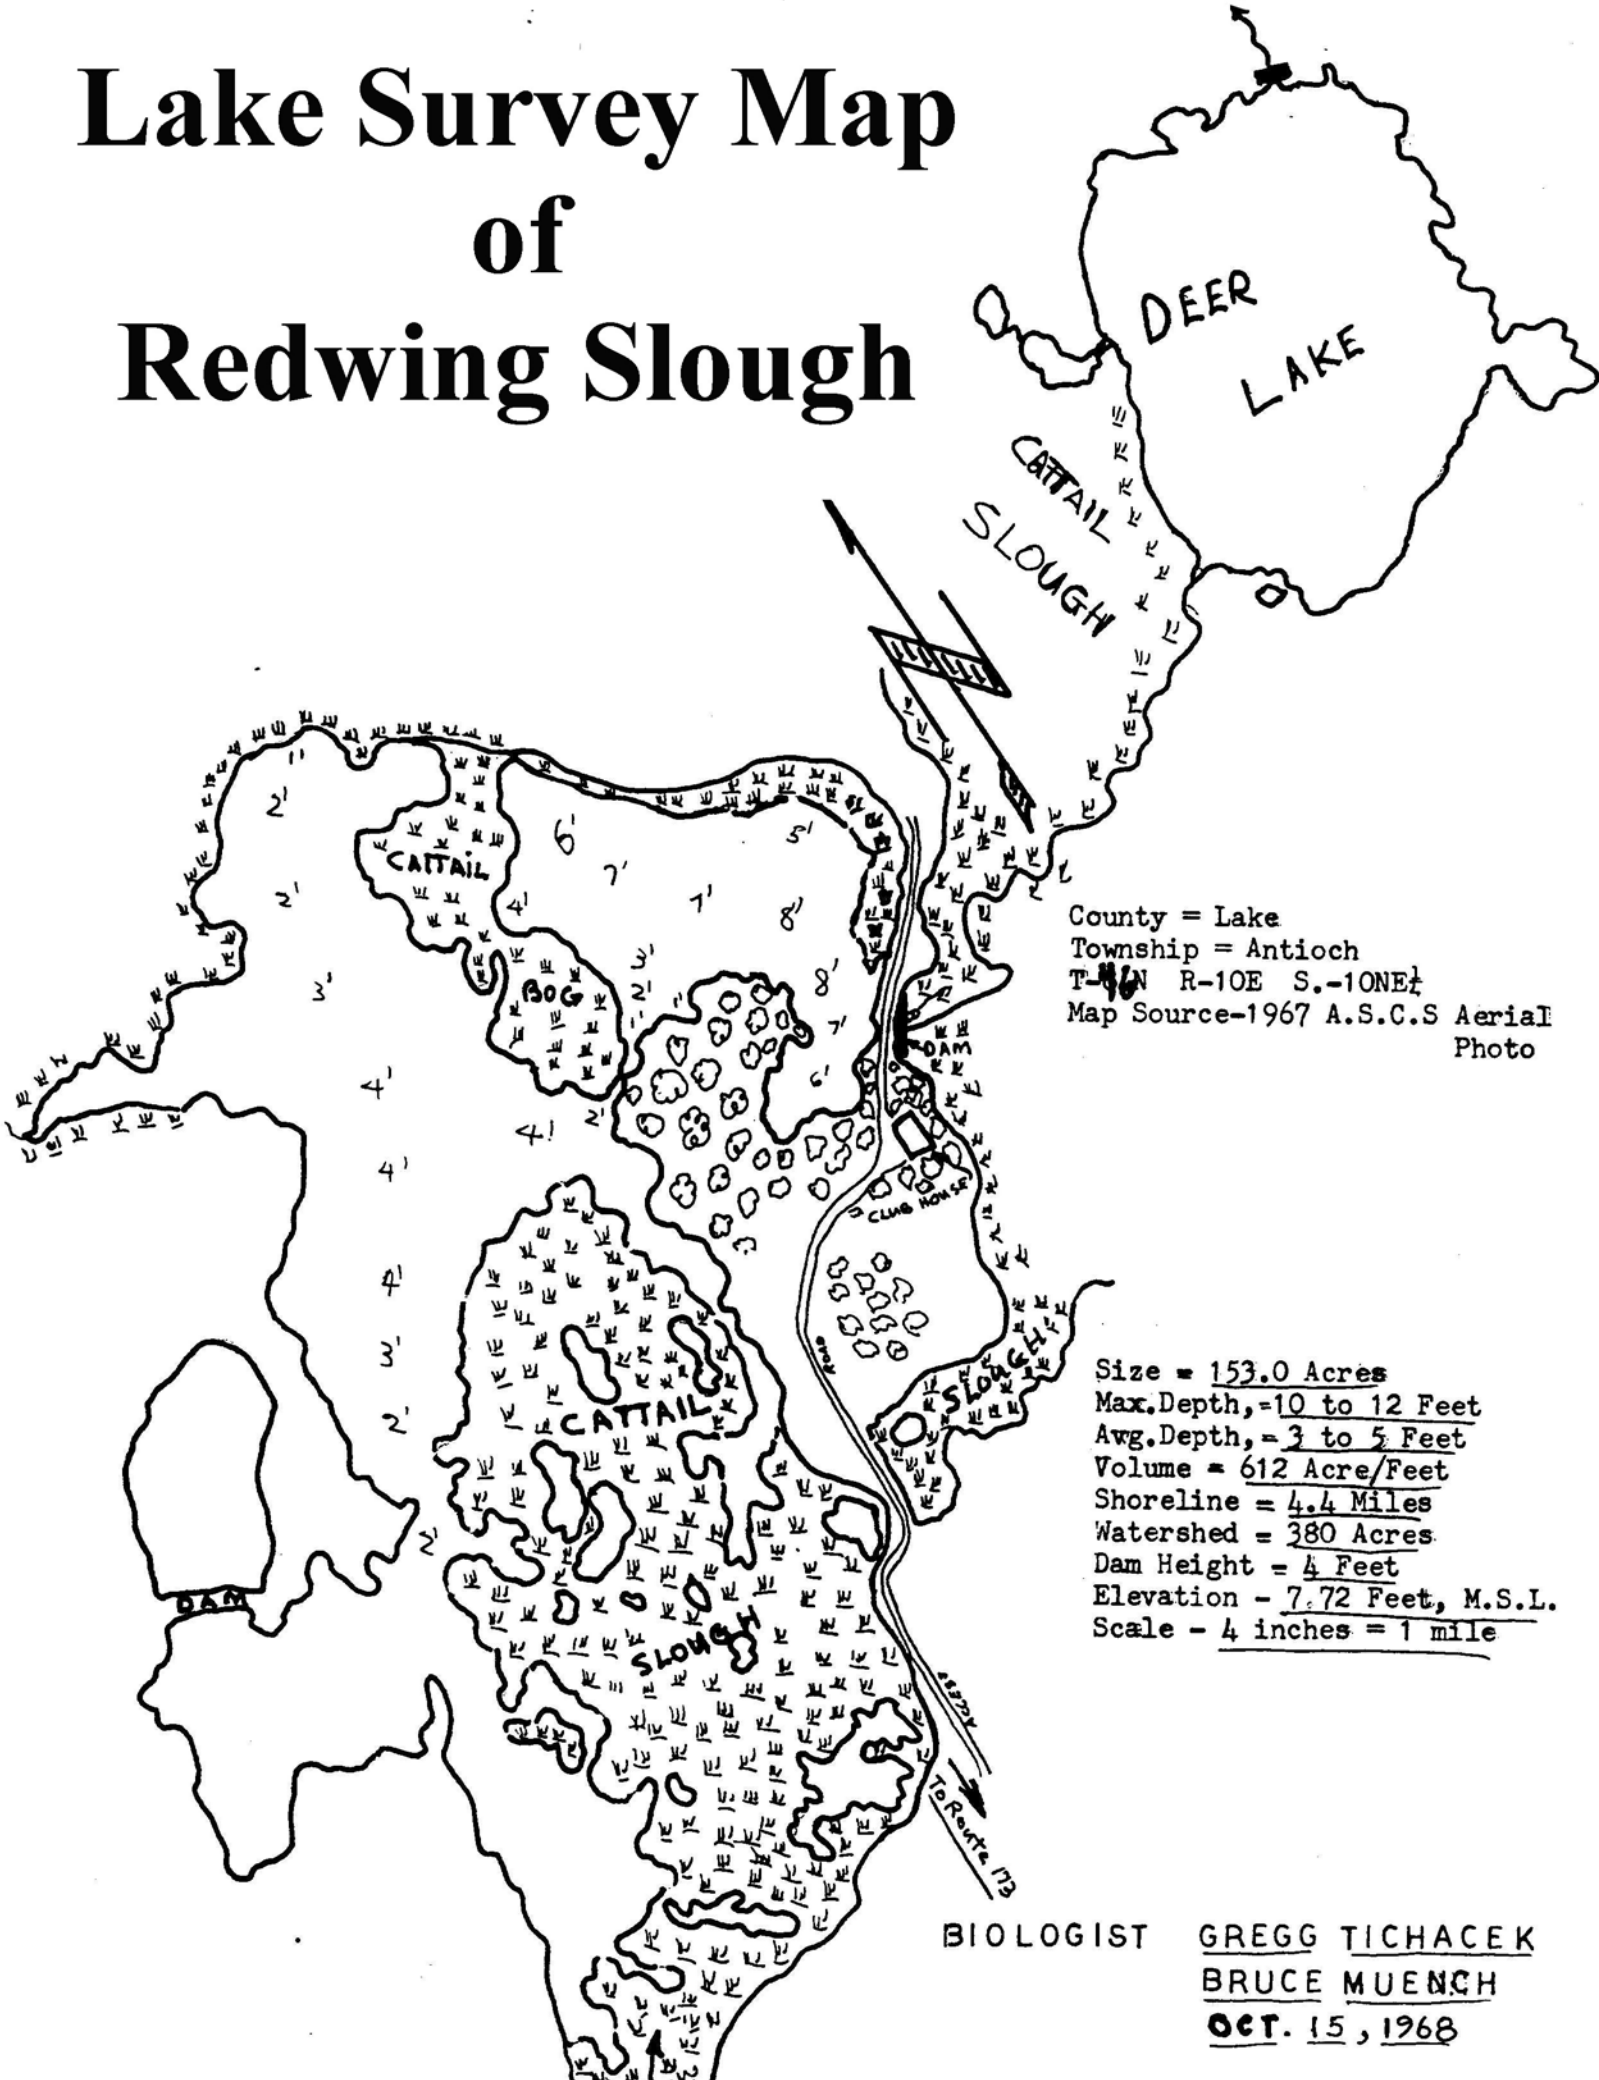 Lake Survey Map
of
Redwing Slough
DEER
LAKE
CATTAIL
SLOUGH
1'
2'
6'
5'
7'
CATTAIL
2'
4'
7'
8'
County = Lake
Township = Antioch
R-10E S.-10NE¼
Map Source-1967 A.S.C.S Aerial
Photo
3'
3'
8'
BOG
2'
1'
7'
DAM
4'
6'
2'
4'
4'
CLUB HOUSE
4'
ROAD
3'
SLOUGH
Size = 153.0 Acres
Max.Depth,=10 to 12 Feet
Avg.Depth,= 3 to 5 Feet
Volume = 612 Acre/Feet
Shoreline = 4.4 Miles
Watershed = 380 Acres
Dam Height = 4 Feet
Elevation - 7.72 Feet, M.S.L.
Scale - 4 inches = 1 mile
CATTAIL
2'
2'
DAM
SLOUGH
ACCESS
To Route 173
BIOLOGIST GREGG TICHACEK
BRUCE MUENCH
OCT. 15, 1968